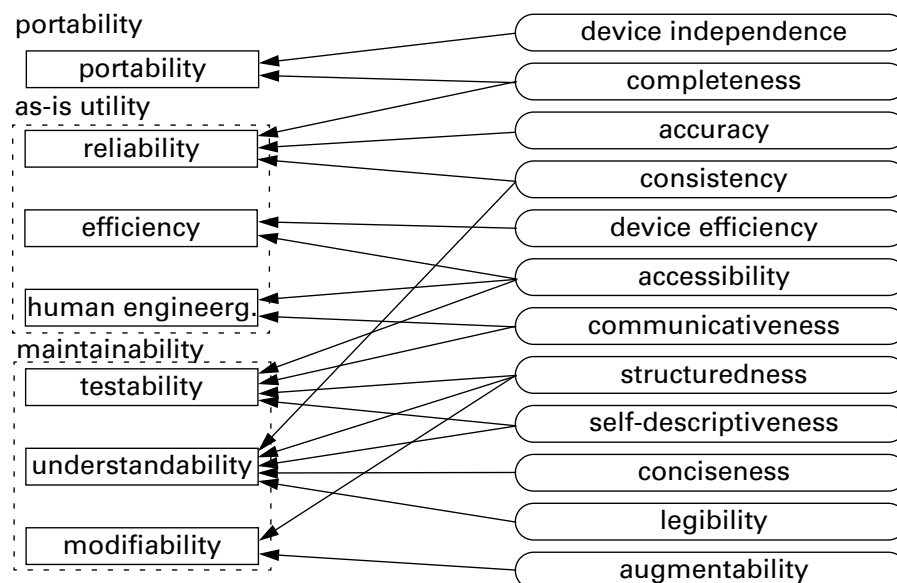 portability
portability
as-is utility
reliability
efficiency
human engineerg.
maintainability
testability
understandability
modifiability
device independence
completeness
accuracy
consistency
device efficiency
accessibility
communicativeness
structuredness
self-descriptiveness
conciseness
legibility
augmentability